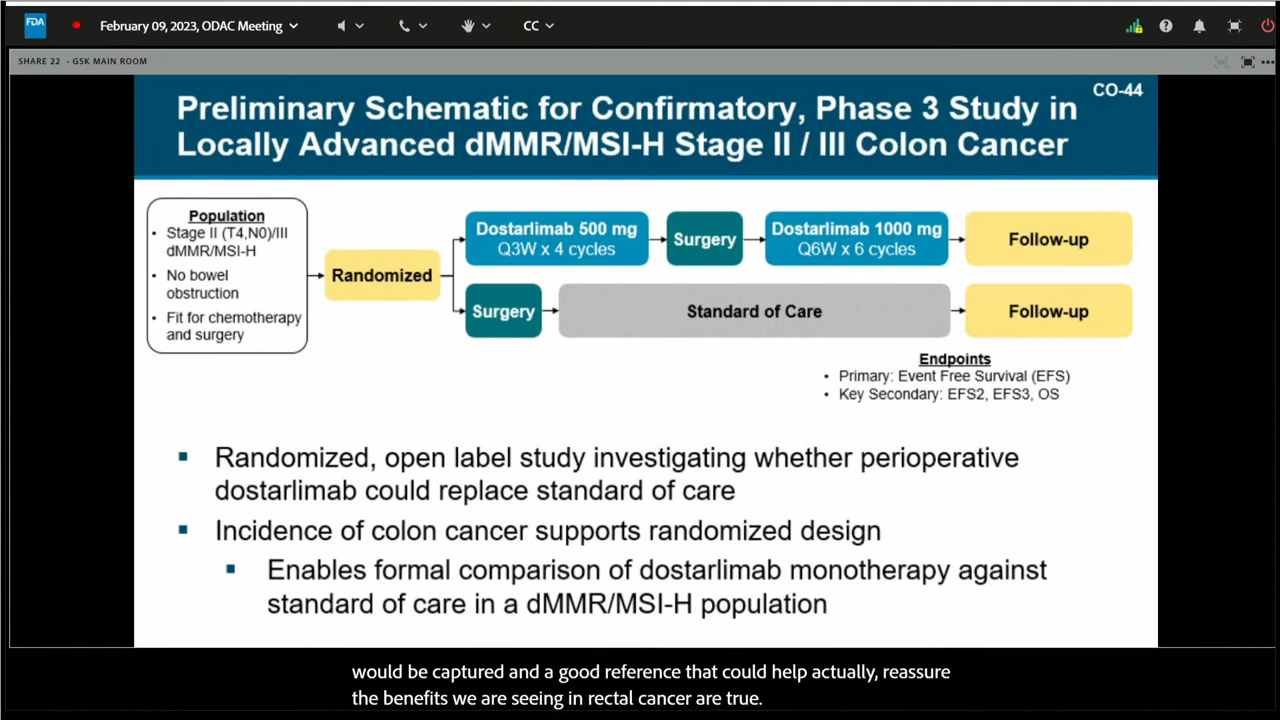 FDA
February 09, 2023, ODAC Meeting
CC
SHARE 22 - GSK MAIN ROOM
CO-44
Preliminary Schematic for Confirmatory, Phase 3 Study in
Locally Advanced dMMR/MSI-H Stage II / III Colon Cancer
Population
• Stage II (T4,N0)/III
dMMR/MSI-H
• No bowel
obstruction
• Fit for chemotherapy
and surgery
Randomized
Dostarlimab 500 mg
Q3W x 4 cycles
Surgery
Dostarlimab 1000 mg
Q6W x 6 cycles
Follow-up
Surgery
Standard of Care
Follow-up
Endpoints
• Primary: Event Free Survival (EFS)
• Key Secondary: EFS2, EFS3, OS
▪ Randomized, open label study investigating whether perioperative
dostarlimab could replace standard of care
▪ Incidence of colon cancer supports randomized design
▪ Enables formal comparison of dostarlimab monotherapy against
standard of care in a dMMR/MSI-H population
would be captured and a good reference that could help actually, reassure
the benefits we are seeing in rectal cancer are true.